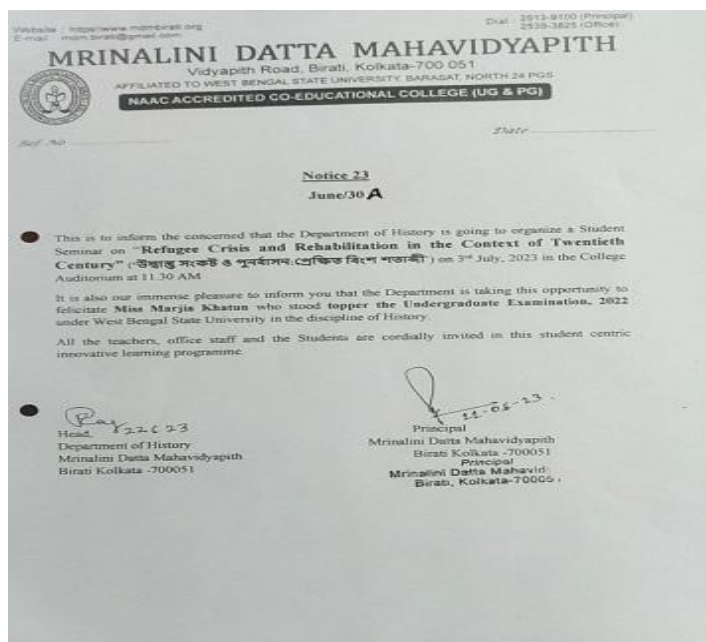 Website : https//www.mdmbirati.org
Dial : 2513-9100 (Principal)
E-mail : mdm.birati@gmail.com
2539-3825 (Office)
MRINALINI DATTA MAHAVIDYAPITH
Vidyapith Road, Birati, Kolkata-700 051
AFFILIATED TO WEST BENGAL STATE UNIVERSITY, BARASAT, NORTH 24 PGS
NAAC ACCREDITED CO-EDUCATIONAL COLLEGE (UG & PG)
Ref. No
Date
Notice 23
June/30 A
This is to inform the concerned that the Department of History is going to organize a Student
Seminar on "Refugee Crisis and Rehabilitation in the Context of Twentieth
Century" ("উদ্বাস্তু সংকট ও পুনর্বাসন:প্রেক্ষিত বিংশ শতাব্দী") on 3rd July, 2023 in the College
Auditorium at 11.30 AM
It is also our immense pleasure to inform you that the Department is taking this opportunity to
felicitate Miss Marjis Khatun who stood topper the Undergraduate Examination, 2022
under West Bengal State University in the discipline of History.
All the teachers, office staff and the Students are cordially invited in this student centric
innovative learning programme
Head,
Department of History
Mrinalini Datta Mahavidyapith
Birati Kolkata -700051
Principal
Mrinalini Datta Mahavidyapith
Birati Kolkata -700051
Principal
Mrinalini Datta Mahavid
Birati, Kolkata-70005